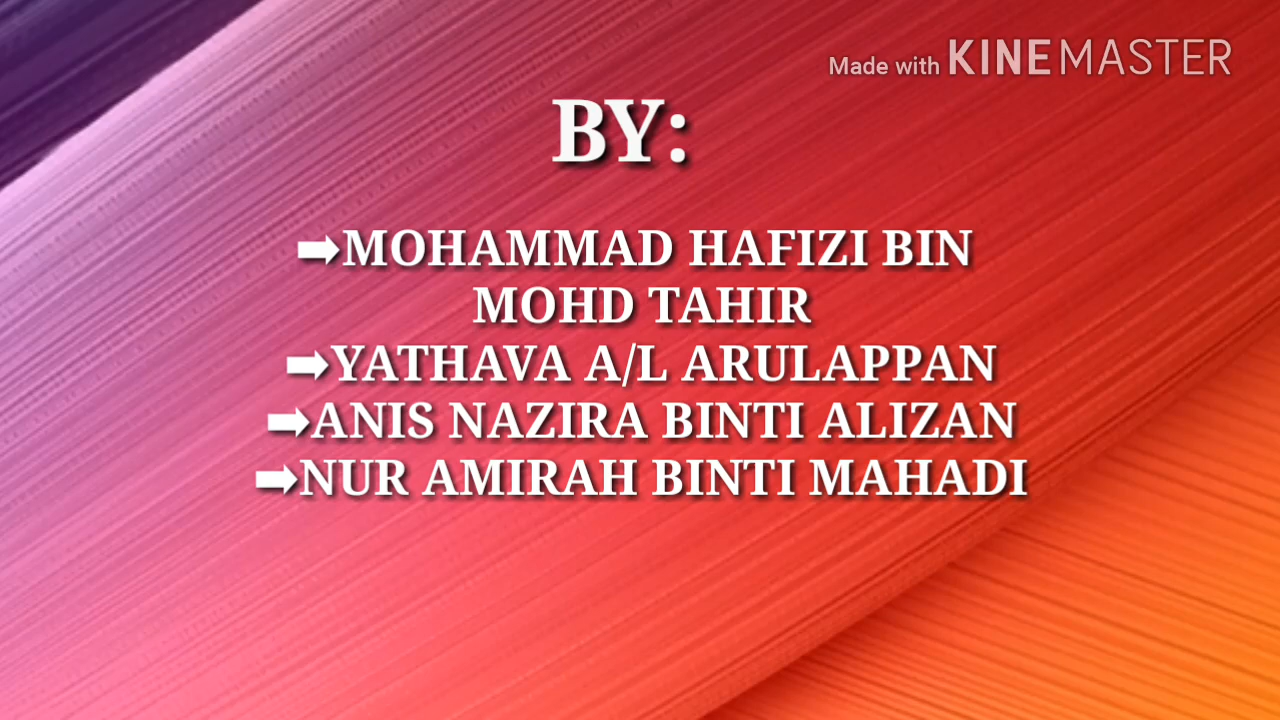 Made with KINEMASTER
BY:
➡MOHAMMAD HAFIZI BIN
MOHD TAHIR
➡YATHAVA A/L ARULAPPAN
➡ANIS NAZIRA BINTI ALIZAN
➡NUR AMIRAH BINTI MAHADI